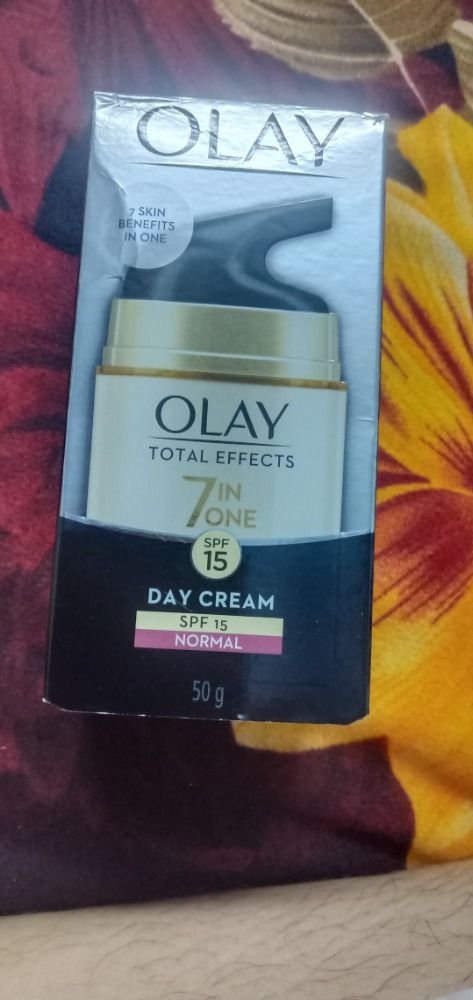 OLAY
7 SKIN
BENEFITS
IN ONE
OLAY
TOTAL EFFECTS
7 IN
ONE
SPF
15
DAY CREAM
SPF 15
NORMAL
50 g